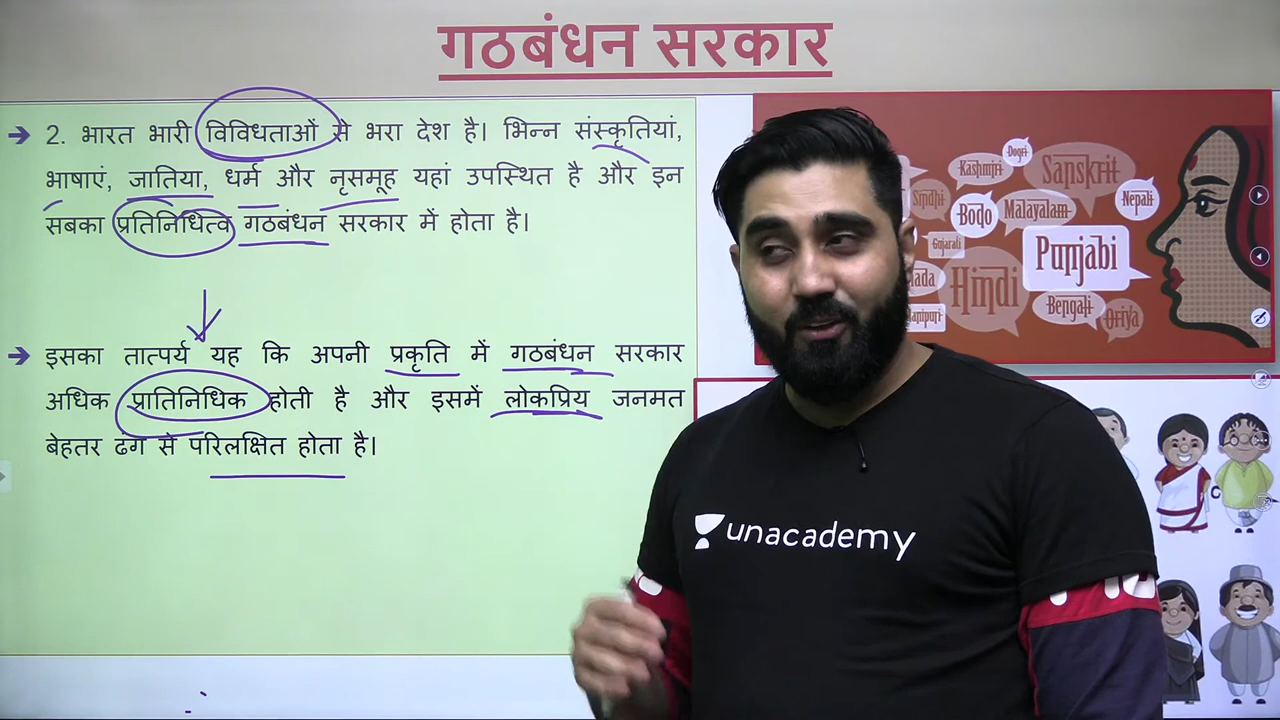 गठबंधन सरकार
2. भारत भारी विविधताओं से भरा देश है। भिन्न संस्कृतियां,
भाषाएं, जातिया, धर्म और नृसमूह यहां उपस्थित है और इन
सबका प्रतिनिधित्व गठबंधन सरकार में होता है।
इसका तात्पर्य यह कि अपनी प्रकृति में गठबंधन सरकार
अधिक प्रातिनिधिक होती है और इसमें लोकप्रिय जनमत
बेहतर ढंग से परिलक्षित होता है।
Dogri
Kashmiri
Sanskrit
Sindhi
Bodo
Malayalam
Nepali
Gujarati
Punjabi
Hindi
Bengali
Oriya
unacademy